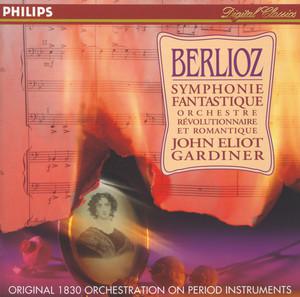 PHILIPS
Digital Classics
BERLIOZ
SYMPHONIE
FANTASTIQUE
ORCHESTRE
RÉVOLUTIONNAIRE
ET ROMANTIQUE
JOHN ELIOT
GARDINER
ORIGINAL 1830 ORCHESTRATION ON PERIOD INSTRUMENTS